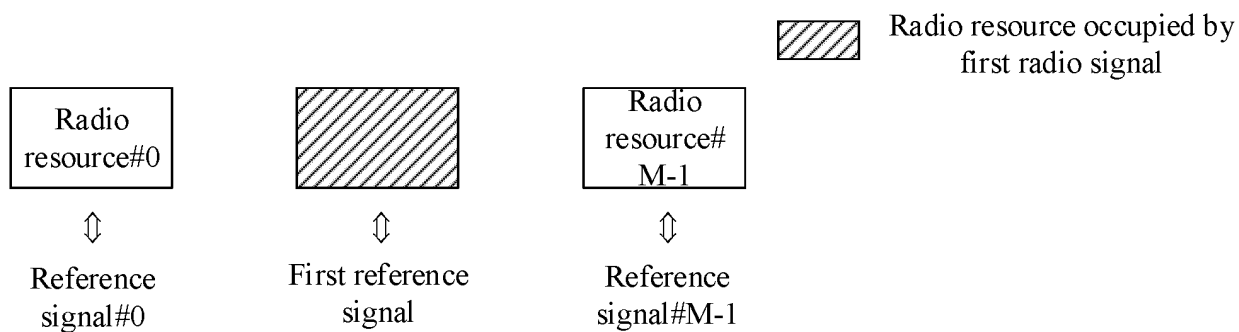 Radio resource occupied by
first radio signal
Radio
resource#0
Radio
resource#
M-1
Reference
signal#0
First reference
signal
Reference
signal#M-1